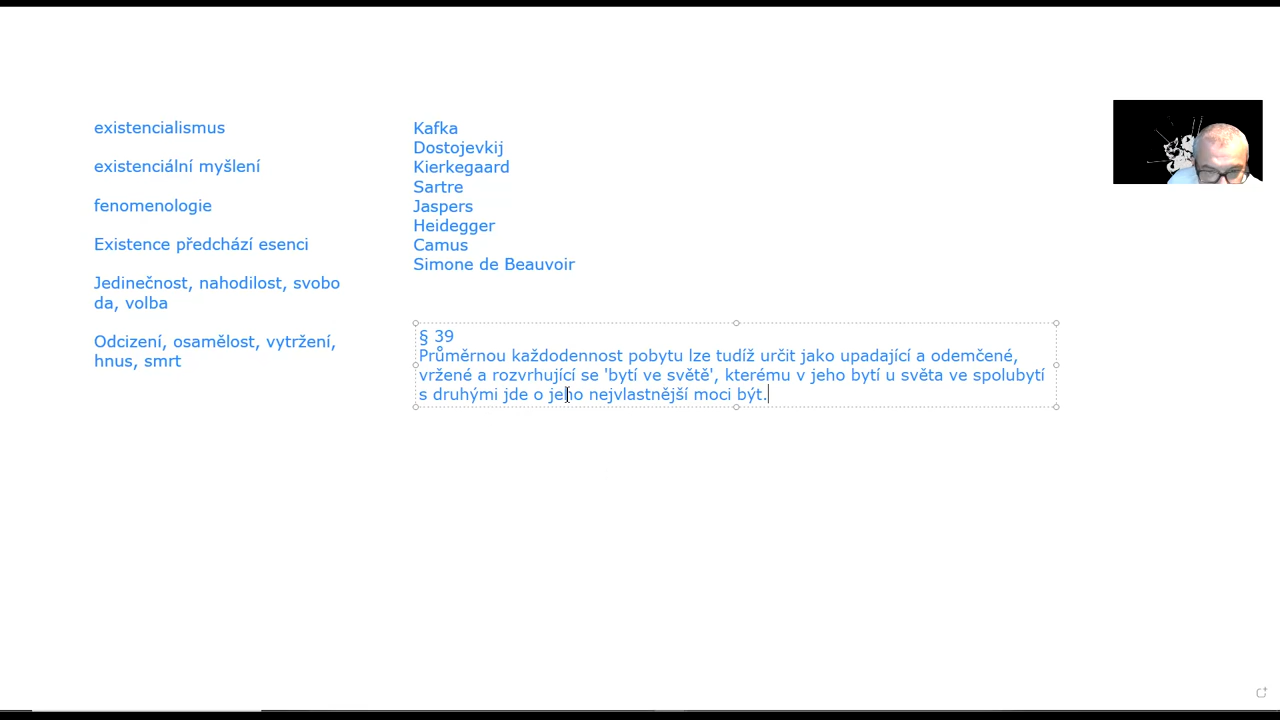 existencialismus
existenciální myšlení
fenomenologie
Existence předchází esenci
Jedinečnost, nahodilost, svobo
da, volba
Odcizení, osamělost, vytržení,
hnus, smrt
Kafka
Dostojevkij
Kierkegaard
Sartre
Jaspers
Heidegger
Camus
Simone de Beauvoir
§ 39
Průměrnou každodennost pobytu lze tudíž určit jako upadající a odemčené,
vržené a rozvrhující se 'bytí ve světě', kterému v jeho bytí u světa ve spolubytí
s druhými jde o jeho nejvlastnější moci být.